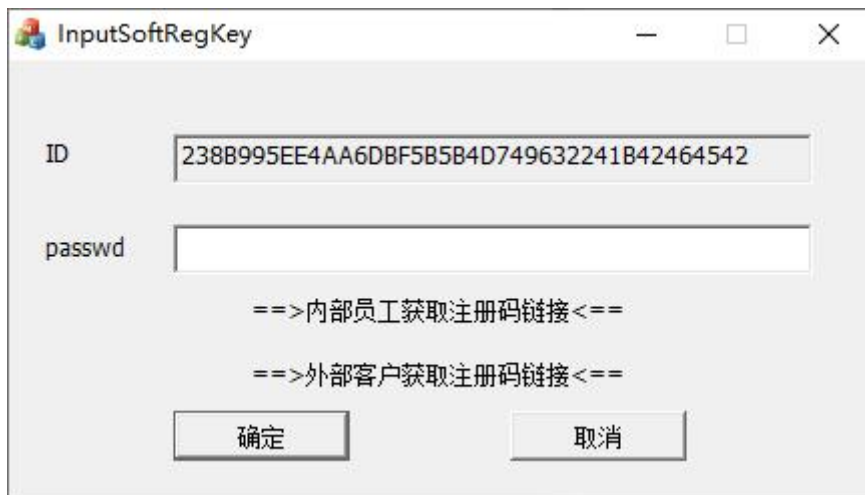 InputSoftRegKey
ID
238B995EE4AA6DBF5B5B4D749632241B42464542
passwd
==>内部员工获取注册码链接<==
==>外部客户获取注册码链接<==
确定
取消